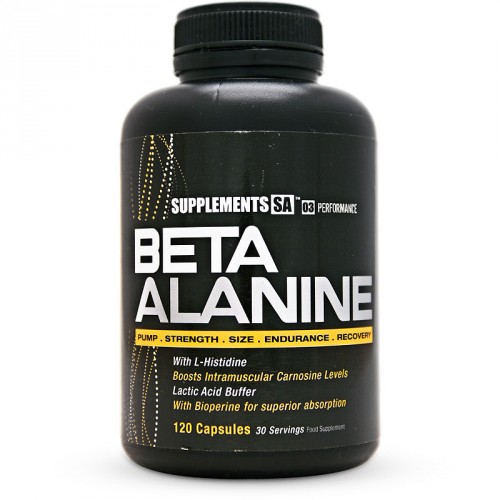 SUPPLEMENTS SA™ 03 PERFORMANCE
BETA
ALANINE
PUMP . STRENGTH . SIZE . ENDURANCE . RECOVERY
With L-Histidine
Boosts Intramuscular Carnosine Levels
Lactic Acid Buffer
With Bioperine for superior absorption
120 Capsules 30 Servings Food Supplement